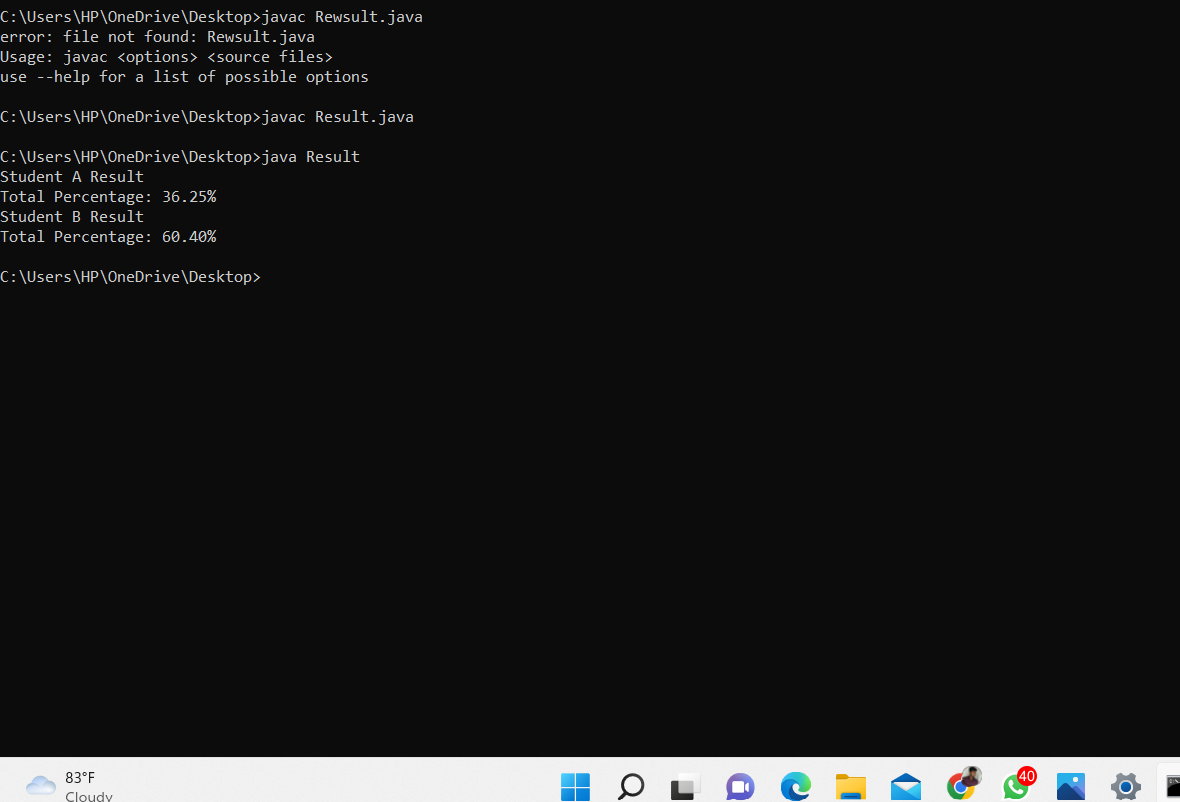 C:\Users\HP\OneDrive\Desktop>javac Rewsult.java
error: file not found: Rewsult.java
Usage: javac <options> <source files>
use --help for a list of possible options
C:\Users\HP\OneDrive\Desktop>javac Result.java
C:\Users\HP\OneDrive\Desktop>java Result
Student A Result
Total Percentage: 36.25%
Student B Result
Total Percentage: 60.40%
C:\Users\HP\OneDrive\Desktop>
83°F
Cloudy
40